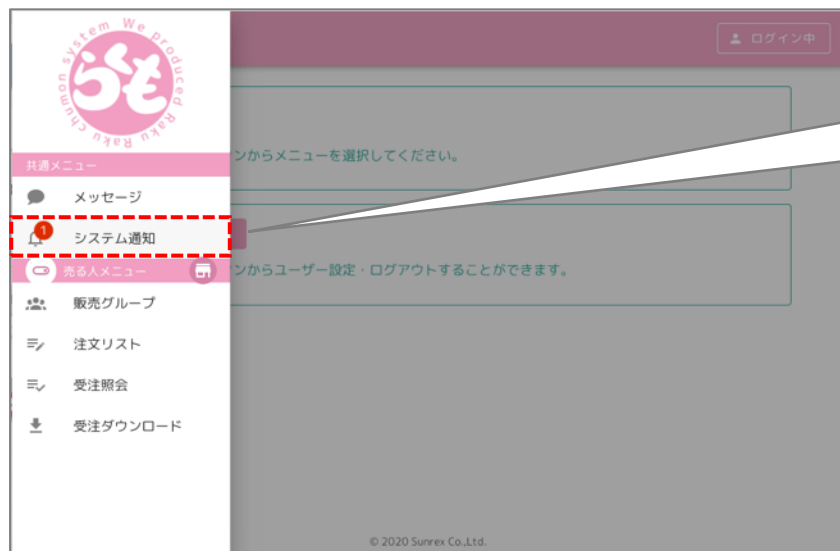 system We produced Raku Raku chumon
らくも
ログイン中
共通メニュー
ンからメニューを選択してください。
メッセージ
1
システム通知
売る人メニュー
ンからユーザー設定・ログアウトすることができます。
販売グループ
注文リスト
受注照会
受注ダウンロード
© 2020 Sunrex Co.,Ltd.